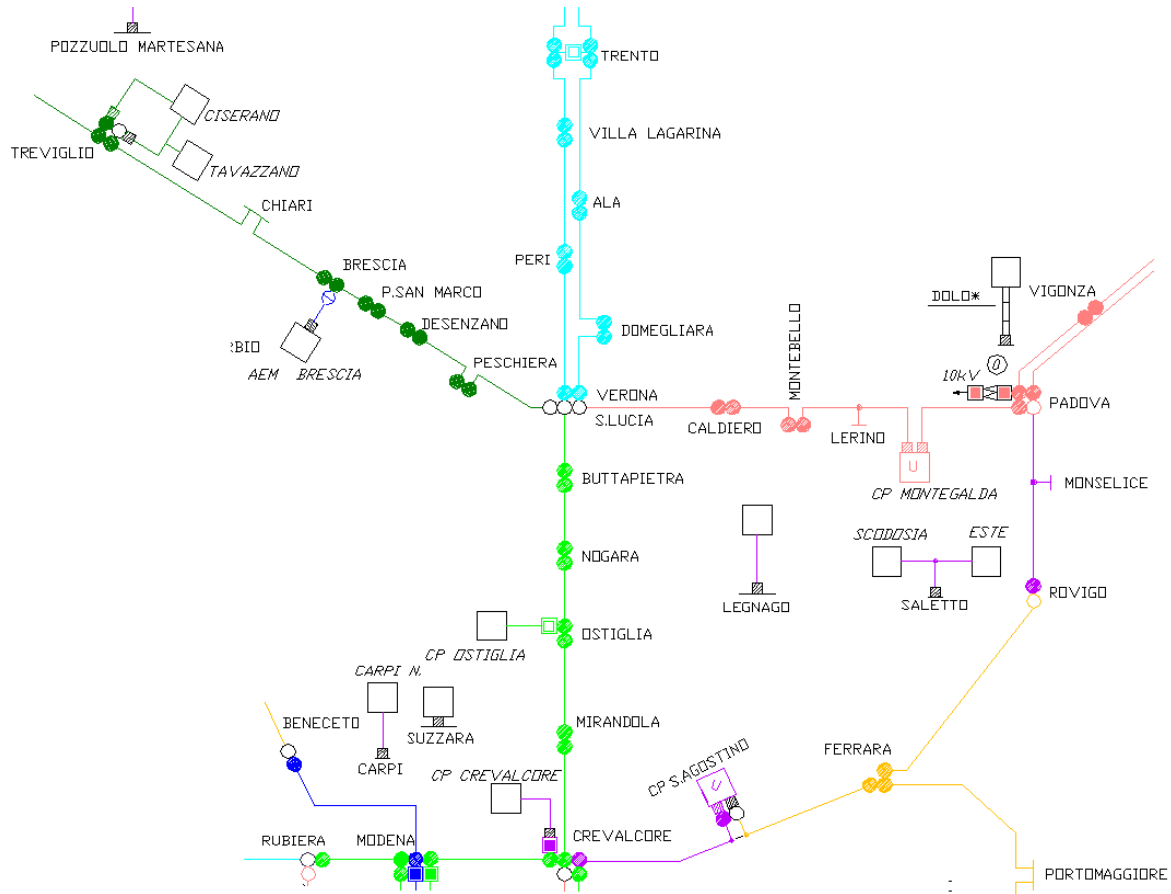 POZZUOLO MARTESANA
TRENTO
CISERANO
VILLA LAGARINA
TREVIGLIO
TAVAZZANO
CHIARI
ALA
BRESCIA
PERI
P.SAN MARCO
DOLO*
VIGONZA
DESENZANO
DOMEGLIARA
MONTEBELLO
:BIO
AEM BRESCIA
PESCHIERA
10kV
0
VERONA
S.LUCIA
PADOVA
CALDIERO
LERINO
U
BUTTAPIETRA
CP MONTEGALDA
MONSELICE
SCODOSIA
ESTE
NOGARA
LEGNAGO
SALETTO
ROVIGO
OSTIGLIA
CP OSTIGLIA
CARPI N.
BENECETO
MIRANDOLA
SUZZARA
CARPI
FERRARA
CP S.AGOSTINO
U
CP CREVALCORE
RUBIERA
MODENA
CREVALCORE
PORTOMAGGIORE